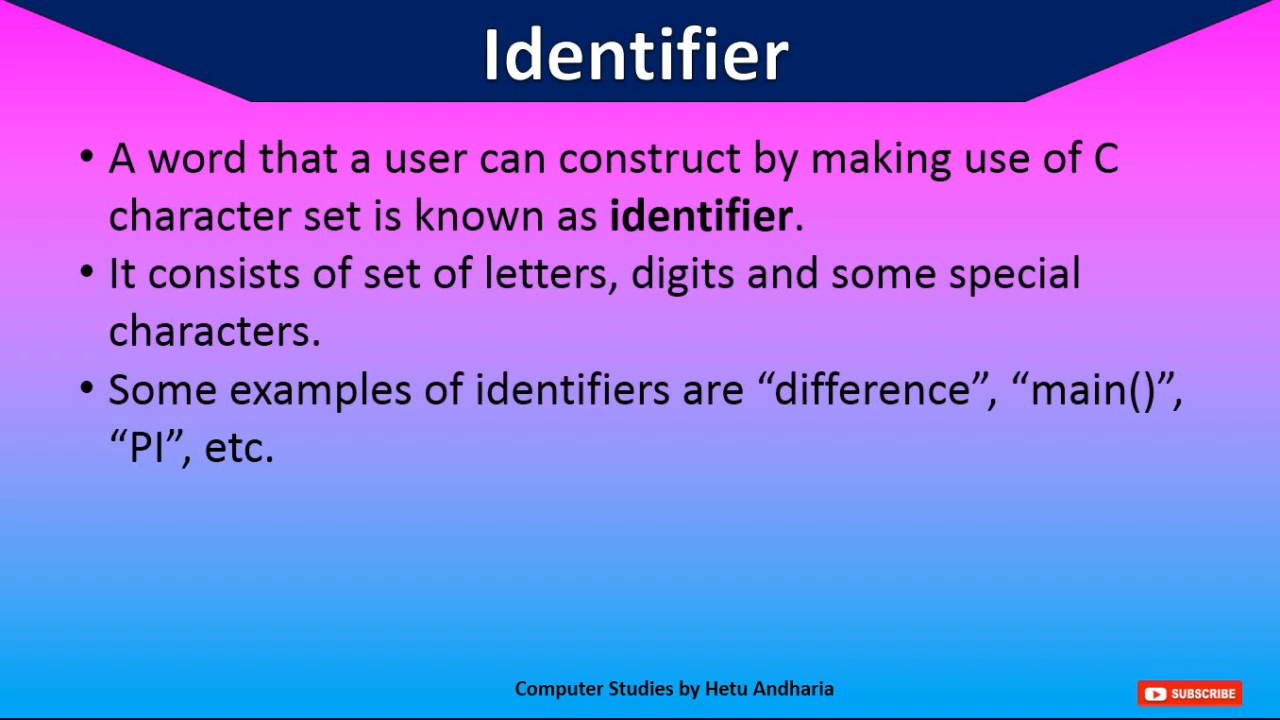 Identifier
• A word that a user can construct by making use of C
character set is known as identifier.
• It consists of set of letters, digits and some special
characters.
• Some examples of identifiers are “difference”, “main()”,
“PI”, etc.
Computer Studies by Hetu Andharia
SUBSCRIBE